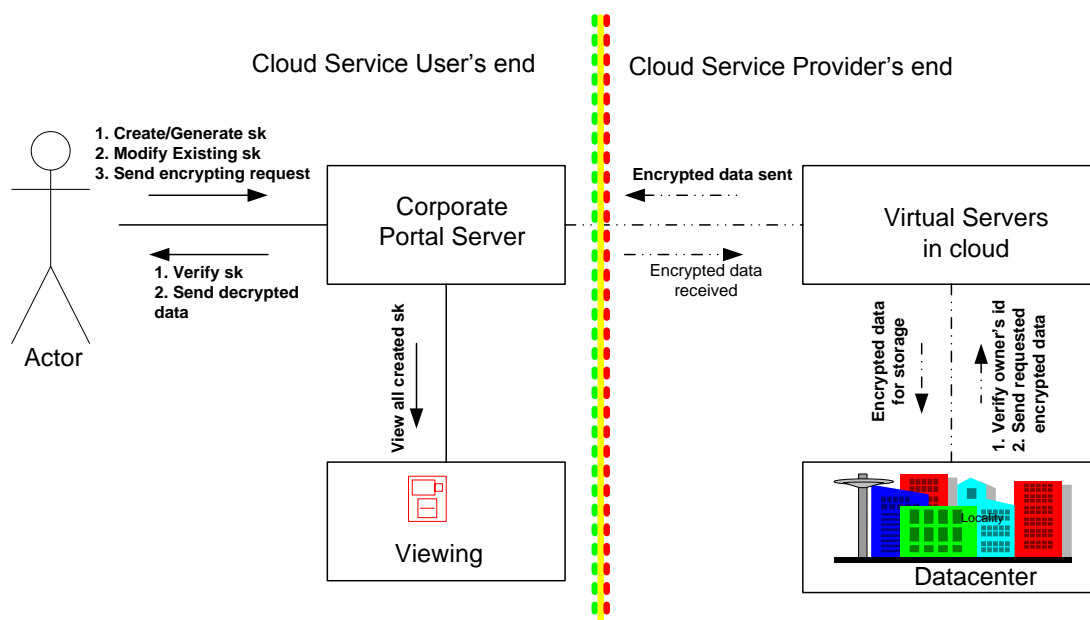 Cloud Service User's end
Cloud Service Provider's end
1. Create/Generate sk
2. Modify Existing sk
3. Send encrypting request
Corporate
Portal Server
Encrypted data sent
Virtual Servers
in cloud
1. Verify sk
2. Send decrypted
data
Encrypted data
received
Actor
View all created sk
Encrypted data
for storage
1. Verify owner's id
2. Send requested
encrypted data
Viewing
Locality
Datacenter